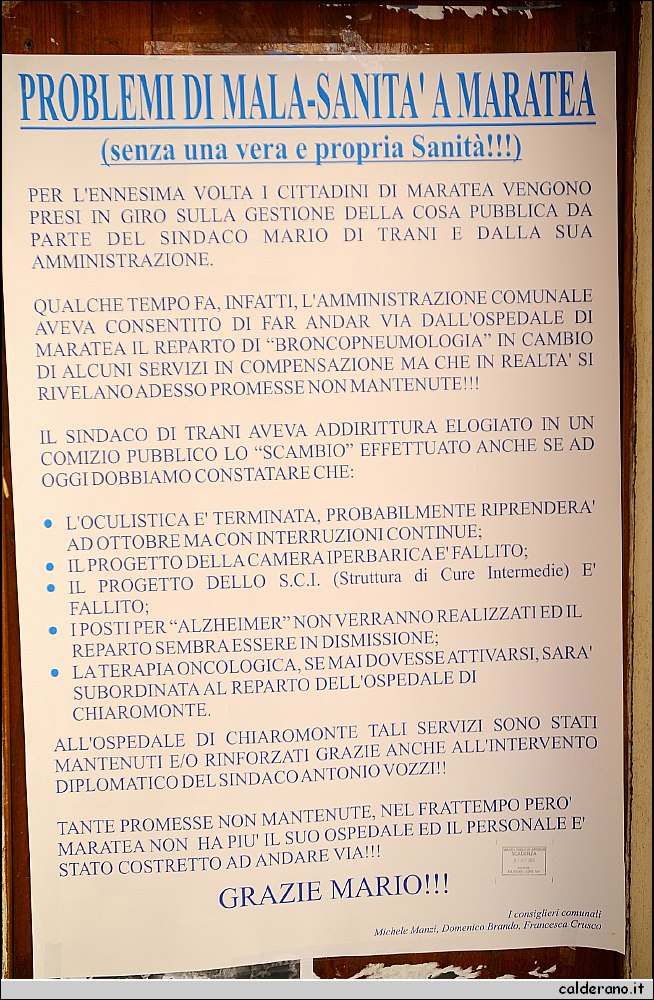 PROBLEMI DI MALA-SANITA' A MARATEA
(senza una vera e propria Sanità!!!)
PER L'ENNESIMA VOLTA I CITTADINI DI MARATEA VENGONO
PRESI IN GIRO SULLA GESTIONE DELLA COSA PUBBLICA DA
PARTE DEL SINDACO MARIO DI TRANI E DALLA SUA
AMMINISTRAZIONE.
QUALCHE TEMPO FA, INFATTI, L'AMMINISTRAZIONE COMUNALE
AVEVA CONSENTITO DI FAR ANDAR VIA DALL'OSPEDALE DI
MARATEA IL REPARTO DI “BRONCOPNEUMOLOGIA” IN CAMBIO
DI ALCUNI SERVIZI IN COMPENSAZIONE MA CHE IN REALTA' SI
RIVELANO ADESSO PROMESSE NON MANTENUTE!!!
IL SINDACO DI TRANI AVEVA ADDIRITTURA ELOGIATO IN UN
COMIZIO PUBBLICO LO “SCAMBIO” EFFETTUATO ANCHE SE AD
OGGI DOBBIAMO CONSTATARE CHE:
• L'OCULISTICA E' TERMINATA, PROBABILMENTE RIPRENDERA'
AD OTTOBRE MA CON INTERRUZIONI CONTINUE;
• IL PROGETTO DELLA CAMERA IPERBARICA E' FALLITO;
• IL PROGETTO DELLO S.C.I. (Struttura di Cure Intermedie) E'
FALLITO;
• I POSTI PER “ALZHEIMER” NON VERRANNO REALIZZATI ED IL
REPARTO SEMBRA ESSERE IN DISMISSIONE;
• LA TERAPIA ONCOLOGICA, SE MAI DOVESSE ATTIVARSI, SARA'
SUBORDINATA AL REPARTO DELL'OSPEDALE DI
CHIAROMONTE.
ALL'OSPEDALE DI CHIAROMONTE TALI SERVIZI SONO STATI
MANTENUTI E/O RINFORZATI GRAZIE ANCHE ALL'INTERVENTO
DIPLOMATICO DEL SINDACO ANTONIO VOZZI!!
TANTE PROMESSE NON MANTENUTE, NEL FRATTEMPO PERO'
MARATEA NON HA PIU' IL SUO OSPEDALE ED IL PERSONALE E'
STATO COSTRETTO AD ANDARE VIA!!!
SCADENZA
GRAZIE MARIO!!!
I consiglieri comunali
Michele Manzi, Domenico Brando, Francesca Crusco
calderano.it